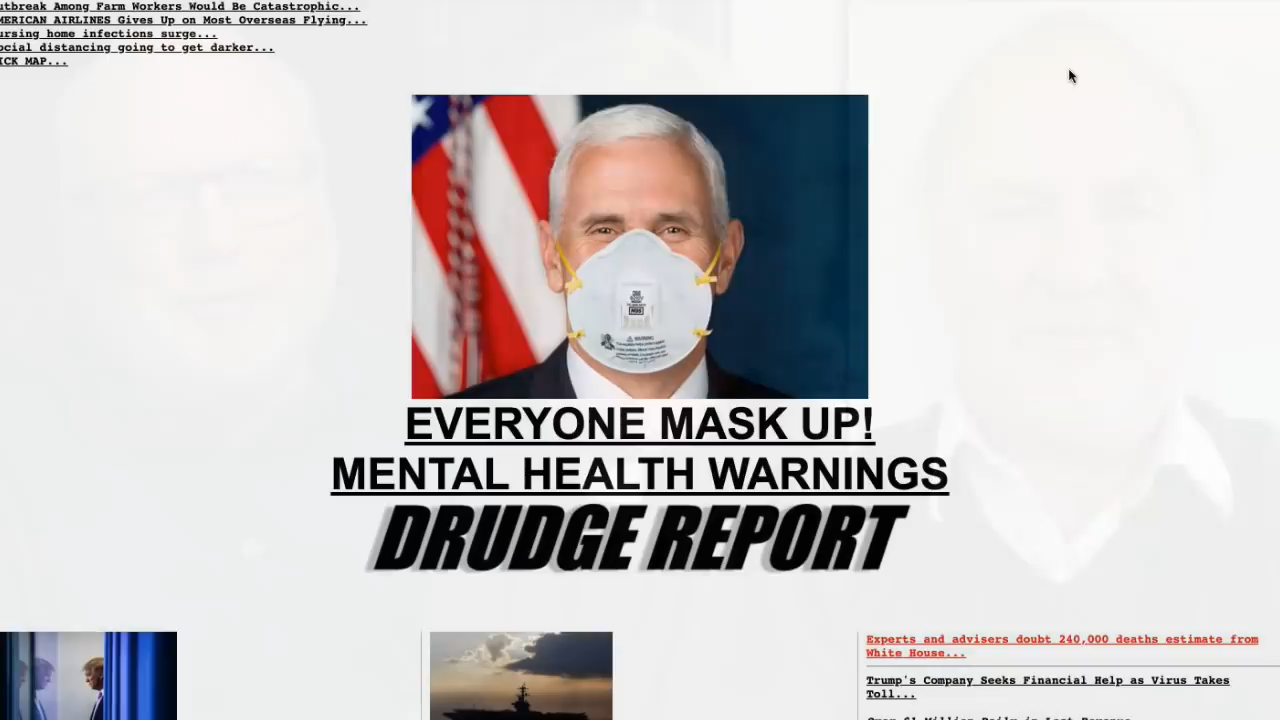 utbreak Among Farm Workers Would Be Catastrophic...
MERICAN AIRLINES Gives Up on Most Overseas Flying...
ursing home infections surge...
ocial distancing going to get darker...
ICK MAP...
WARNING!
EVERYONE MASK UP!
MENTAL HEALTH WARNINGS
DRUDGE REPORT
Experts and advisers doubt 240,000 deaths estimate from
White House...
Trump's Company Seeks Financial Help as Virus Takes
Toll...